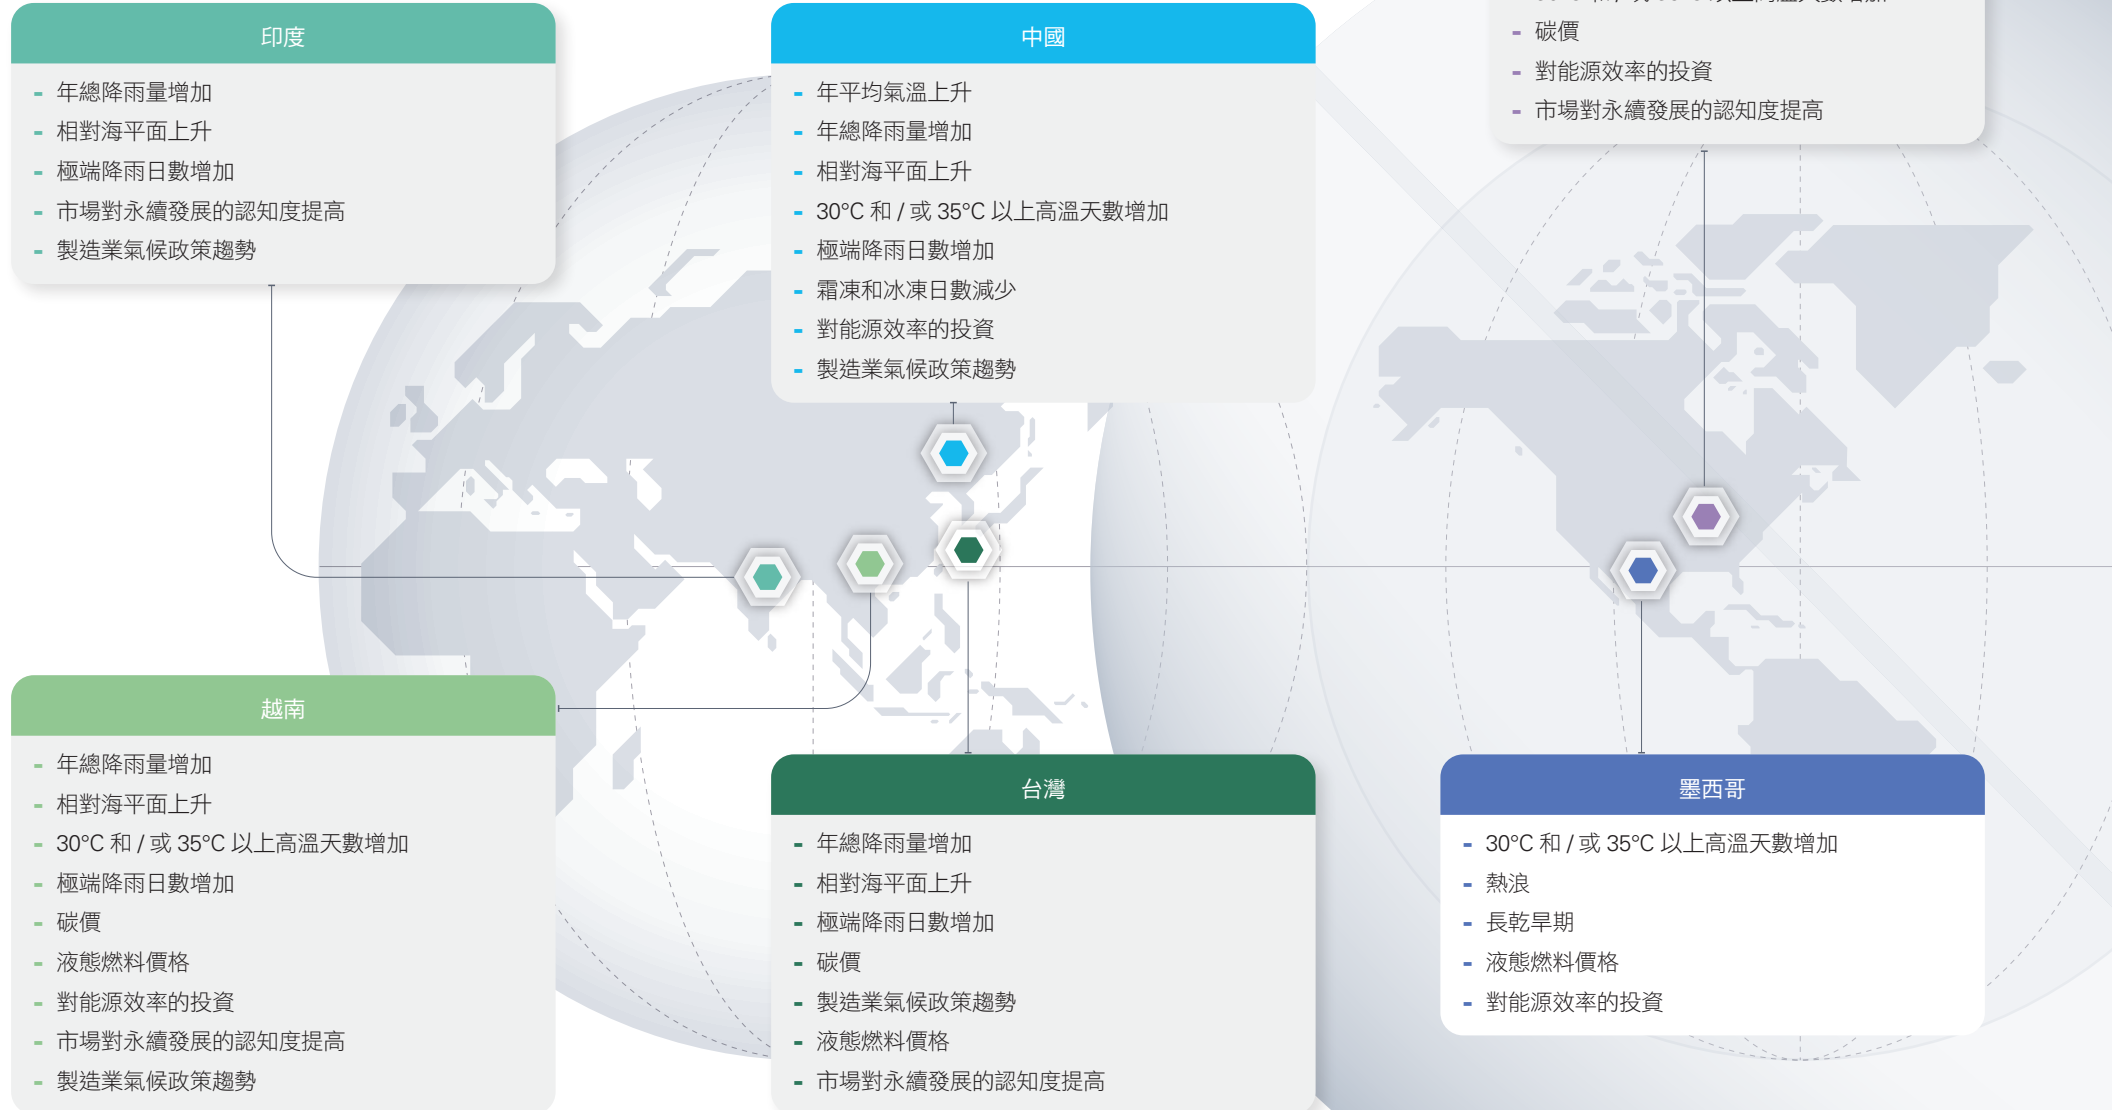 印度
- 年總降雨量增加
- 相對海平面上升
- 極端降雨日數增加
- 市場對永續發展的認知度提高
- 製造業氣候政策趨勢
中國
- 年平均氣溫上升
- 年總降雨量增加
- 相對海平面上升
- 30°C 和 / 或 35°C 以上高溫天數增加
- 極端降雨日數增加
- 霜凍和冰凍日數減少
- 對能源效率的投資
- 製造業氣候政策趨勢
- 碳價
- 對能源效率的投資
- 市場對永續發展的認知度提高
越南
- 年總降雨量增加
- 相對海平面上升
- 30°C 和 / 或 35°C 以上高溫天數增加
- 極端降雨日數增加
- 碳價
- 液態燃料價格
- 對能源效率的投資
- 市場對永續發展的認知度提高
- 製造業氣候政策趨勢
台灣
- 年總降雨量增加
- 相對海平面上升
- 極端降雨日數增加
- 碳價
- 製造業氣候政策趨勢
- 液態燃料價格
- 市場對永續發展的認知度提高
墨西哥
- 30°C 和 / 或 35°C 以上高溫天數增加
- 熱浪
- 長乾旱期
- 液態燃料價格
- 對能源效率的投資